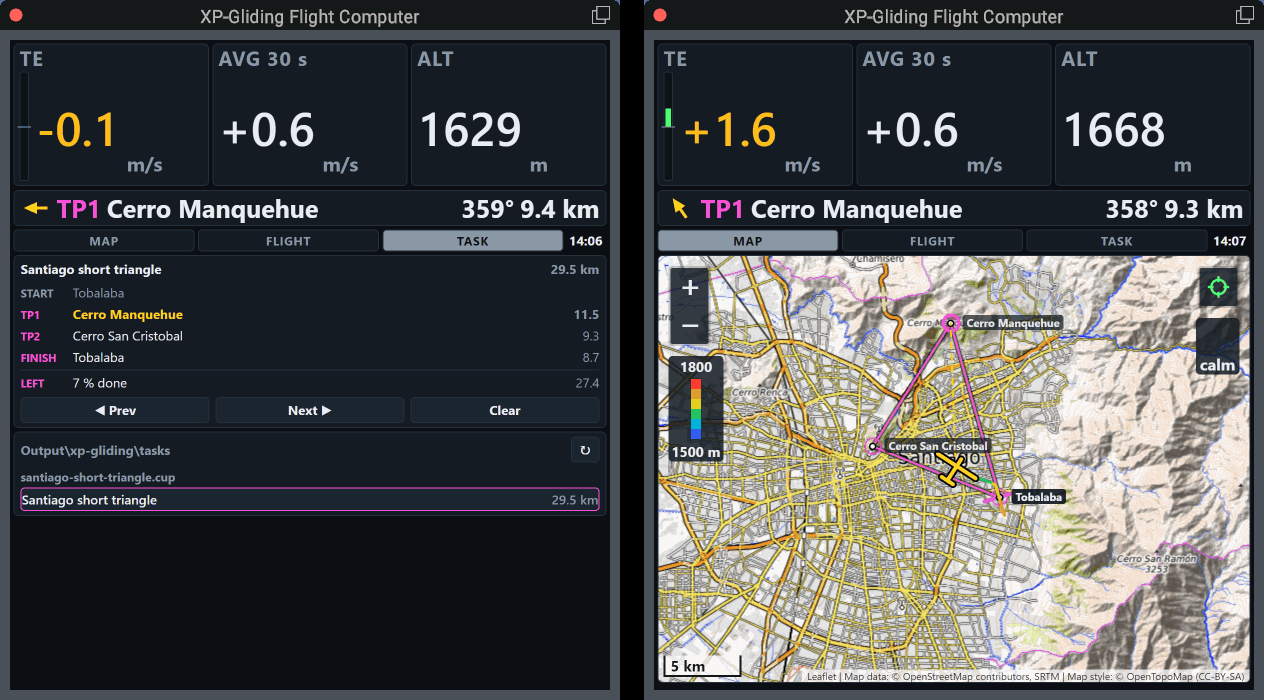 XP-Gliding Flight Computer
TE
-0.1
m/s
AVG 30 s
+0.6
m/s
ALT
1629
m
TP1 Cerro Manquehue 359° 9.4 km
MAP FLIGHT TASK 14:06
Santiago short triangle 29.5 km
START Tobalaba
TP1 Cerro Manquehue 11.5
TP2 Cerro San Cristobal 9.3
FINISH Tobalaba 8.7
LEFT 7 % done 27.4
◀ Prev Next ▶ Clear
Output\xp-gliding\tasks ↻
santiago-short-triangle.cup
Santiago short triangle 29.5 km
XP-Gliding Flight Computer
TE
+1.6
m/s
AVG 30 s
+0.6
m/s
ALT
1668
m
TP1 Cerro Manquehue 358° 9.3 km
MAP FLIGHT TASK 14:07
Chamisero
+
−
Cerro Manquehue
calm
1800
1500 m
Cerro Renca
Cerro San Cristobal
Santiago
Tobalaba
Cerro San Ramón
3253
5 km
Leaflet | Map data: © OpenStreetMap contributors, SRTM | Map style: © OpenTopoMap (CC-BY-SA)